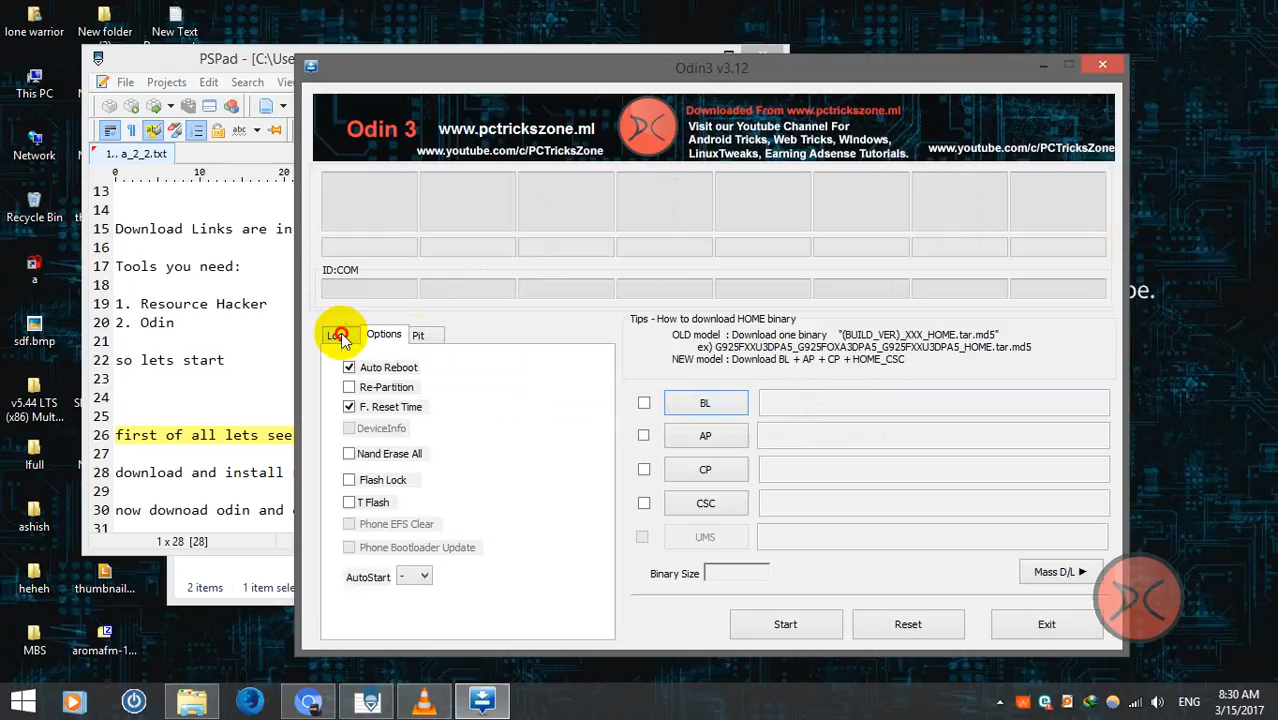 lone warrior
New folder
New Text
This PC
Network
Recycle Bin
a
sdf.bmp
v5.44 LTS
(x86) Mult...
lfull
ashish
heheh
thumbnail...
MBS
aromafm-1...
PSPad - [C:\Use
File Projects Edit Search
abc
1.. a_2_2.txt
0 10 20
13
14
15 Download Links are in
16
17 Tools you need:
18
19 1. Resource Hacker
20 2. Odin
21
22 so lets start
23
24
25
26 first of all lets see
27
28 download and install
29
30 now downoad odin and
31
1 x 28 [28]
2 items 1 item sele
Odin3 v3.12
Odin 3
www.pctrickszone.ml
www.youtube.com/c/PCTricksZone
Downloaded From www.pctrickszone.ml
Visit our Youtube Channel For
Android Tricks, Web Tricks, Windows,
LinuxTweaks, Earning Adsense Tutorials.
www.youtube.com/c/PCTricksZone
ID:COM
Options Pit
Auto Reboot
Re-Partition
F. Reset Time
DeviceInfo
Nand Erase All
Flash Lock
T Flash
Phone EFS Clear
Phone Bootloader Update
AutoStart -
Tips - How to download HOME binary
OLD model : Download one binary "(BUILD_VER)_XXX_HOME.tar.md5"
ex) G925FXXU3DPA5_G925FOXA3DPA5_G925FXXU3DPA5_HOME.tar.md5
NEW model : Download BL + AP + CP + HOME_CSC
BL
AP
CP
CSC
UMS
Binary Size
Mass D/L
Start Reset Exit
be.
ENG
8:30 AM
3/15/2017